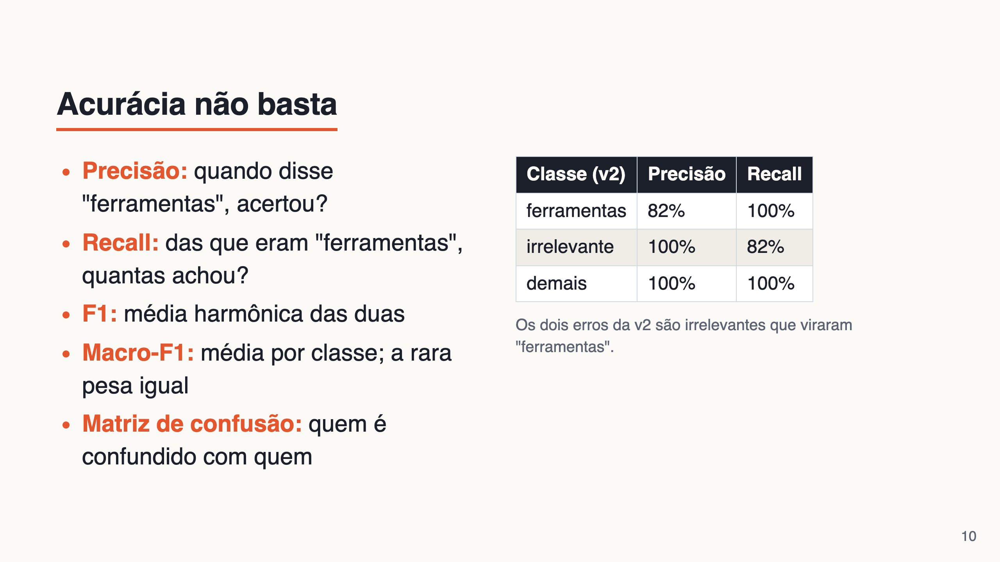 Acurácia não basta
• Precisão: quando disse
"ferramentas", acertou?
• Recall: das que eram "ferramentas",
quantas achou?
• F1: média harmônica das duas
• Macro-F1: média por classe; a rara
pesa igual
• Matriz de confusão: quem é
confundido com quem
Classe (v2) Precisão Recall
ferramentas 82% 100%
irrelevante 100% 82%
demais 100% 100%
Os dois erros da v2 são irrelevantes que viraram
"ferramentas".
10